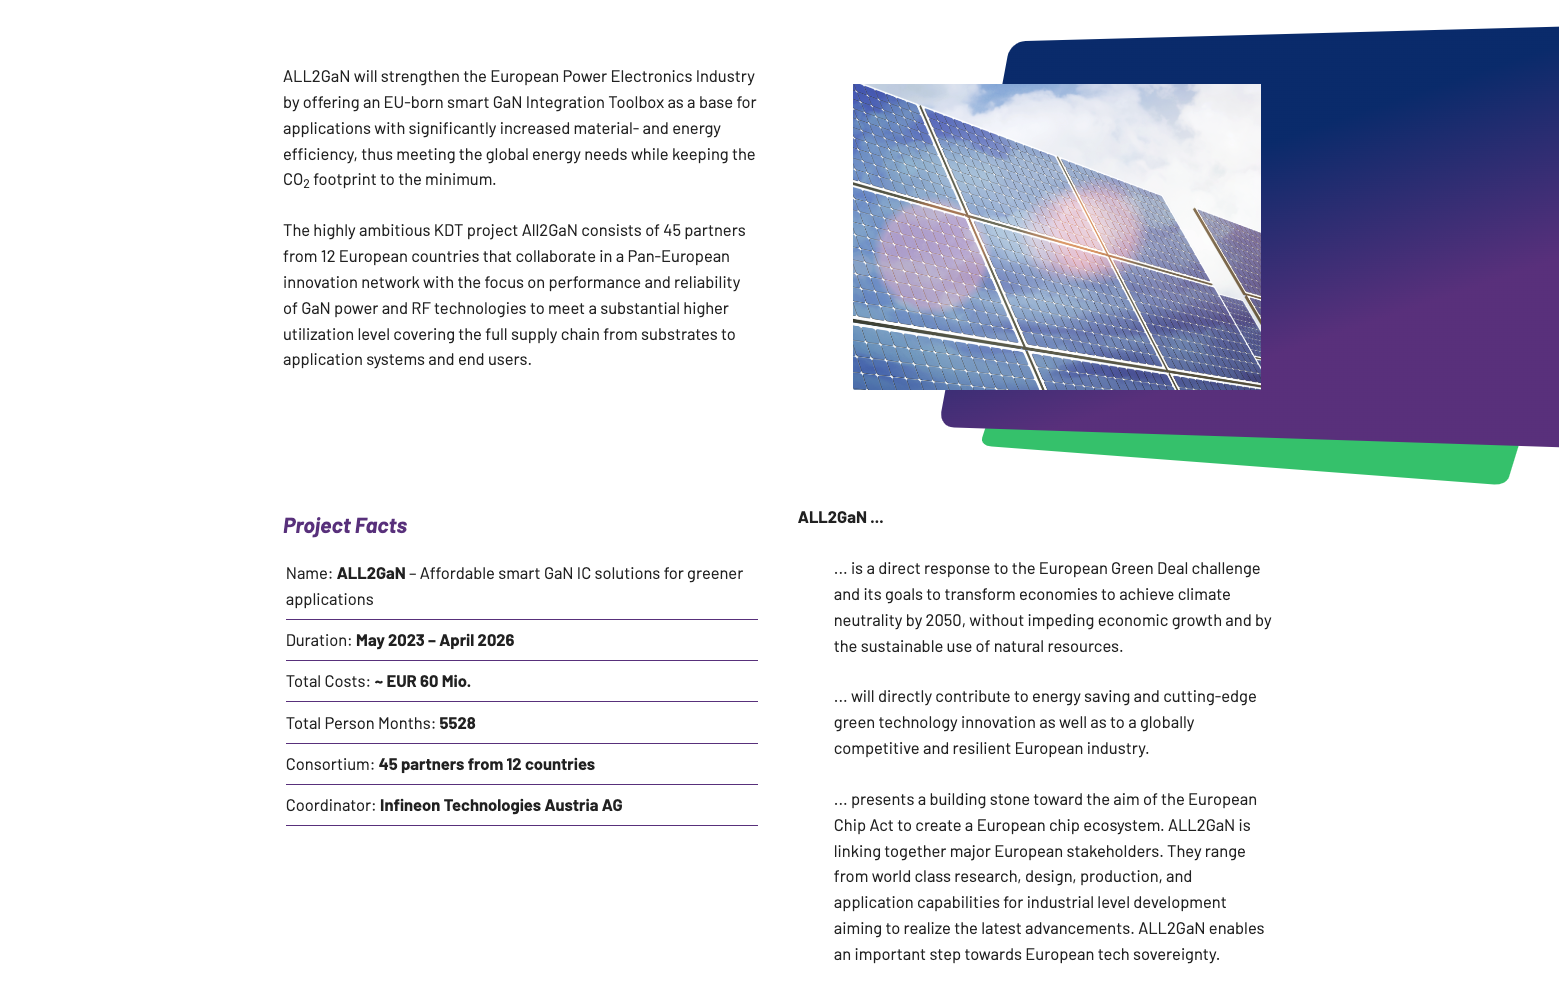 ALL2GaN will strengthen the European Power Electronics Industry
by offering an EU-born smart GaN Integration Toolbox as a base for
applications with significantly increased material- and energy
efficiency, thus meeting the global energy needs while keeping the
CO2 footprint to the minimum.
The highly ambitious KDT project All2GaN consists of 45 partners
from 12 European countries that collaborate in a Pan-European
innovation network with the focus on performance and reliability
of GaN power and RF technologies to meet a substantial higher
utilization level covering the full supply chain from substrates to
application systems and end users.
Project Facts
Name: ALL2GaN – Affordable smart GaN IC solutions for greener
applications
Duration: May 2023 – April 2026
Total Costs: ~ EUR 60 Mio.
Total Person Months: 5528
Consortium: 45 partners from 12 countries
Coordinator: Infineon Technologies Austria AG
ALL2GaN …
… is a direct response to the European Green Deal challenge
and its goals to transform economies to achieve climate
neutrality by 2050, without impeding economic growth and by
the sustainable use of natural resources.
… will directly contribute to energy saving and cutting-edge
green technology innovation as well as to a globally
competitive and resilient European industry.
… presents a building stone toward the aim of the European
Chip Act to create a European chip ecosystem. ALL2GaN is
linking together major European stakeholders. They range
from world class research, design, production, and
application capabilities for industrial level development
aiming to realize the latest advancements. ALL2GaN enables
an important step towards European tech sovereignty.